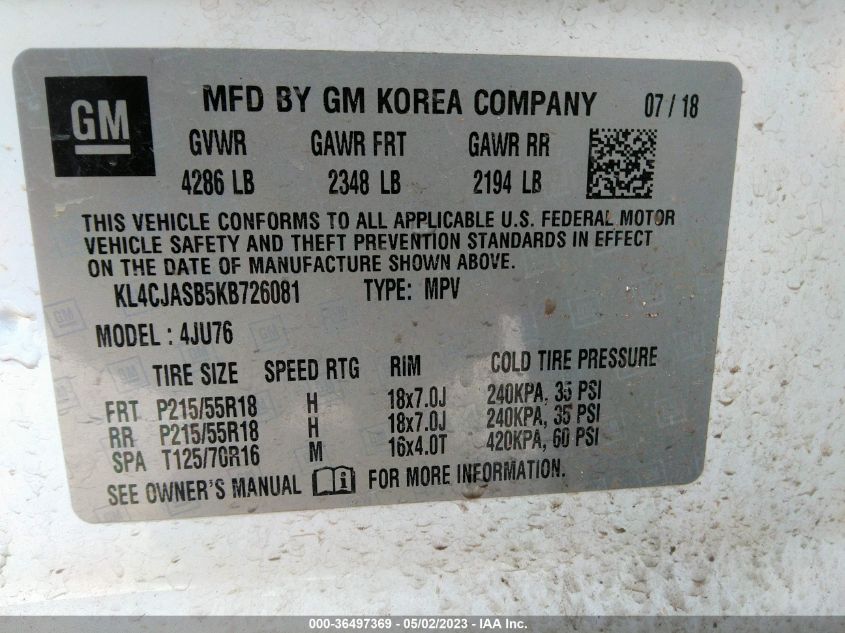 GM
MFD BY GM KOREA COMPANY 07 / 18
GVWR GAWR FRT GAWR RR
4286 LB 2348 LB 2194 LB
THIS VEHICLE CONFORMS TO ALL APPLICABLE U.S. FEDERAL MOTOR
VEHICLE SAFETY AND THEFT PREVENTION STANDARDS IN EFFECT
ON THE DATE OF MANUFACTURE SHOWN ABOVE.
KL4CJASB5KB726081 TYPE: MPV
MODEL : 4JU76
TIRE SIZE SPEED RTG RIM COLD TIRE PRESSURE
FRT P215/55R18 H 18x7.0J 240KPA, 35 PSI
RR P215/55R18 H 18x7.0J 240KPA, 35 PSI
SPA T125/70R16 M 16x4.0T 420KPA, 60 PSI
SEE OWNER'S MANUAL i FOR MORE INFORMATION.
000-36497369 - 05/02/2023 - IAA Inc.